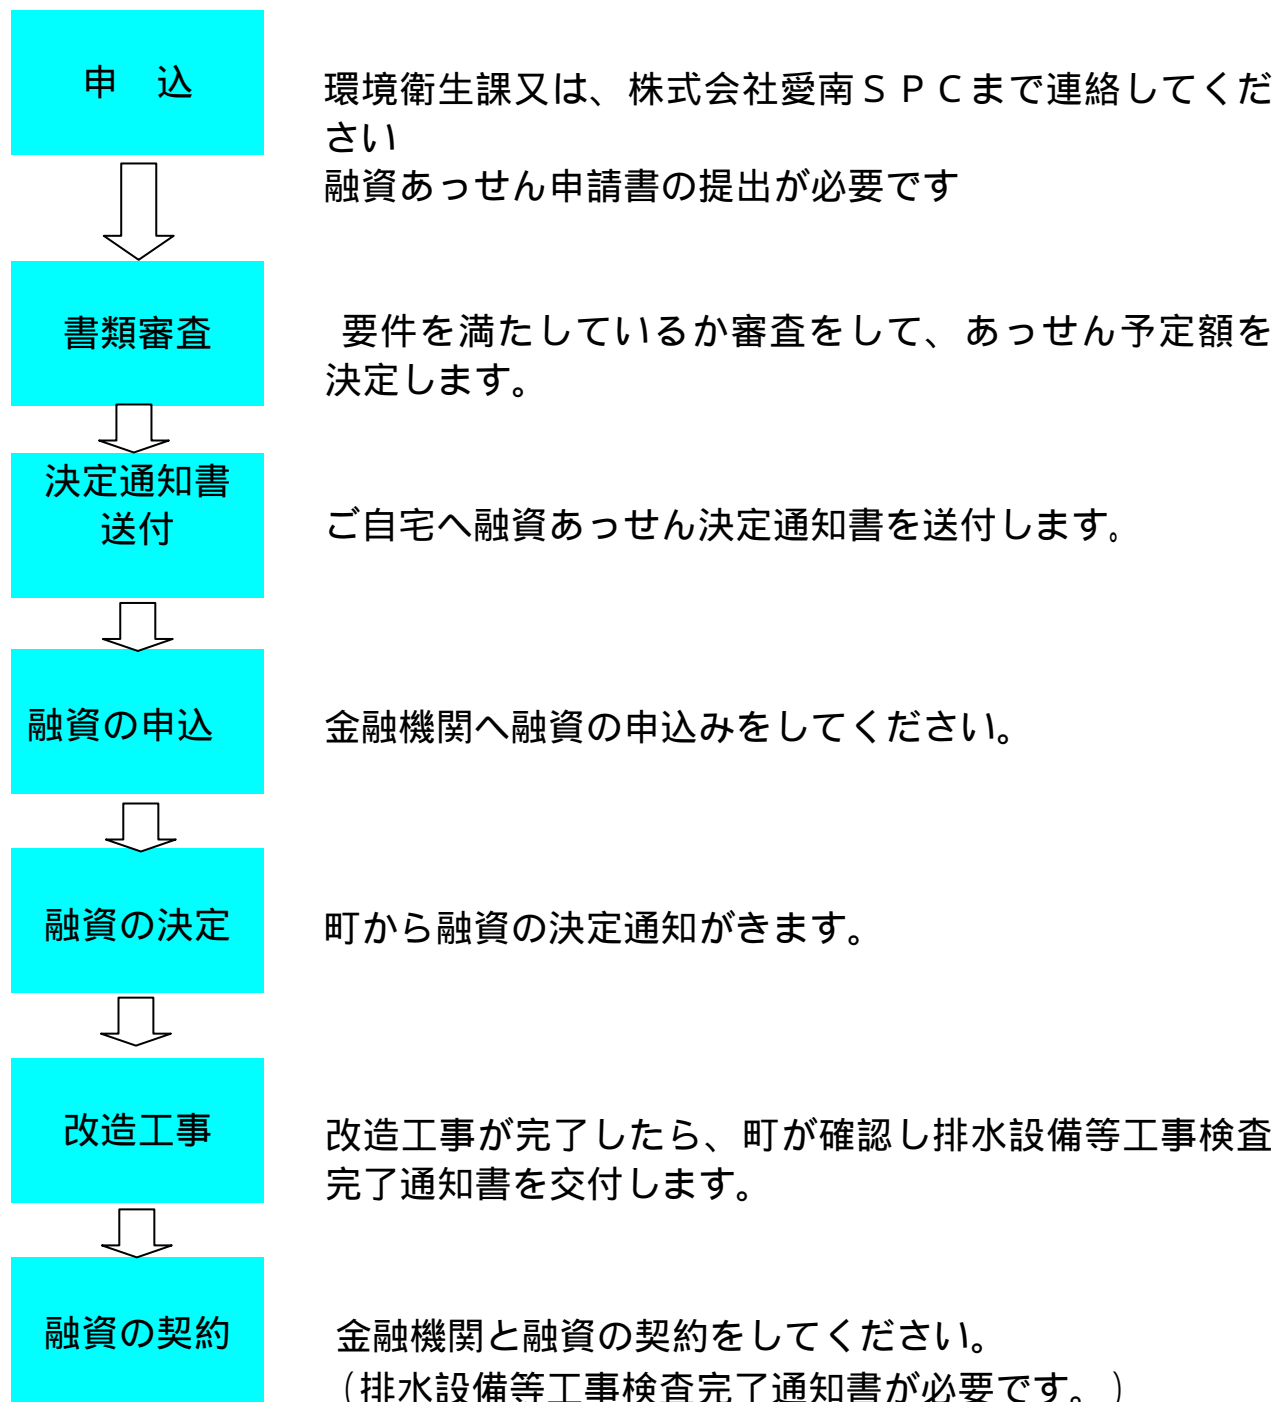 申　込
環境衛生課又は、株式会社愛南ＳＰＣまで連絡してくだ
さい
融資あっせん申請書の提出が必要です
書類審査
要件を満たしているか審査をして、あっせん予定額を
決定します。
決定通知書
送付
ご自宅へ融資あっせん決定通知書を送付します。
融資の申込
金融機関へ融資の申込みをしてください。
融資の決定
町から融資の決定通知がきます。
改造工事
改造工事が完了したら、町が確認し排水設備等工事検査
完了通知書を交付します。
融資の契約
金融機関と融資の契約をしてください。
（排水設備等工事検査完了通知書が必要です。）